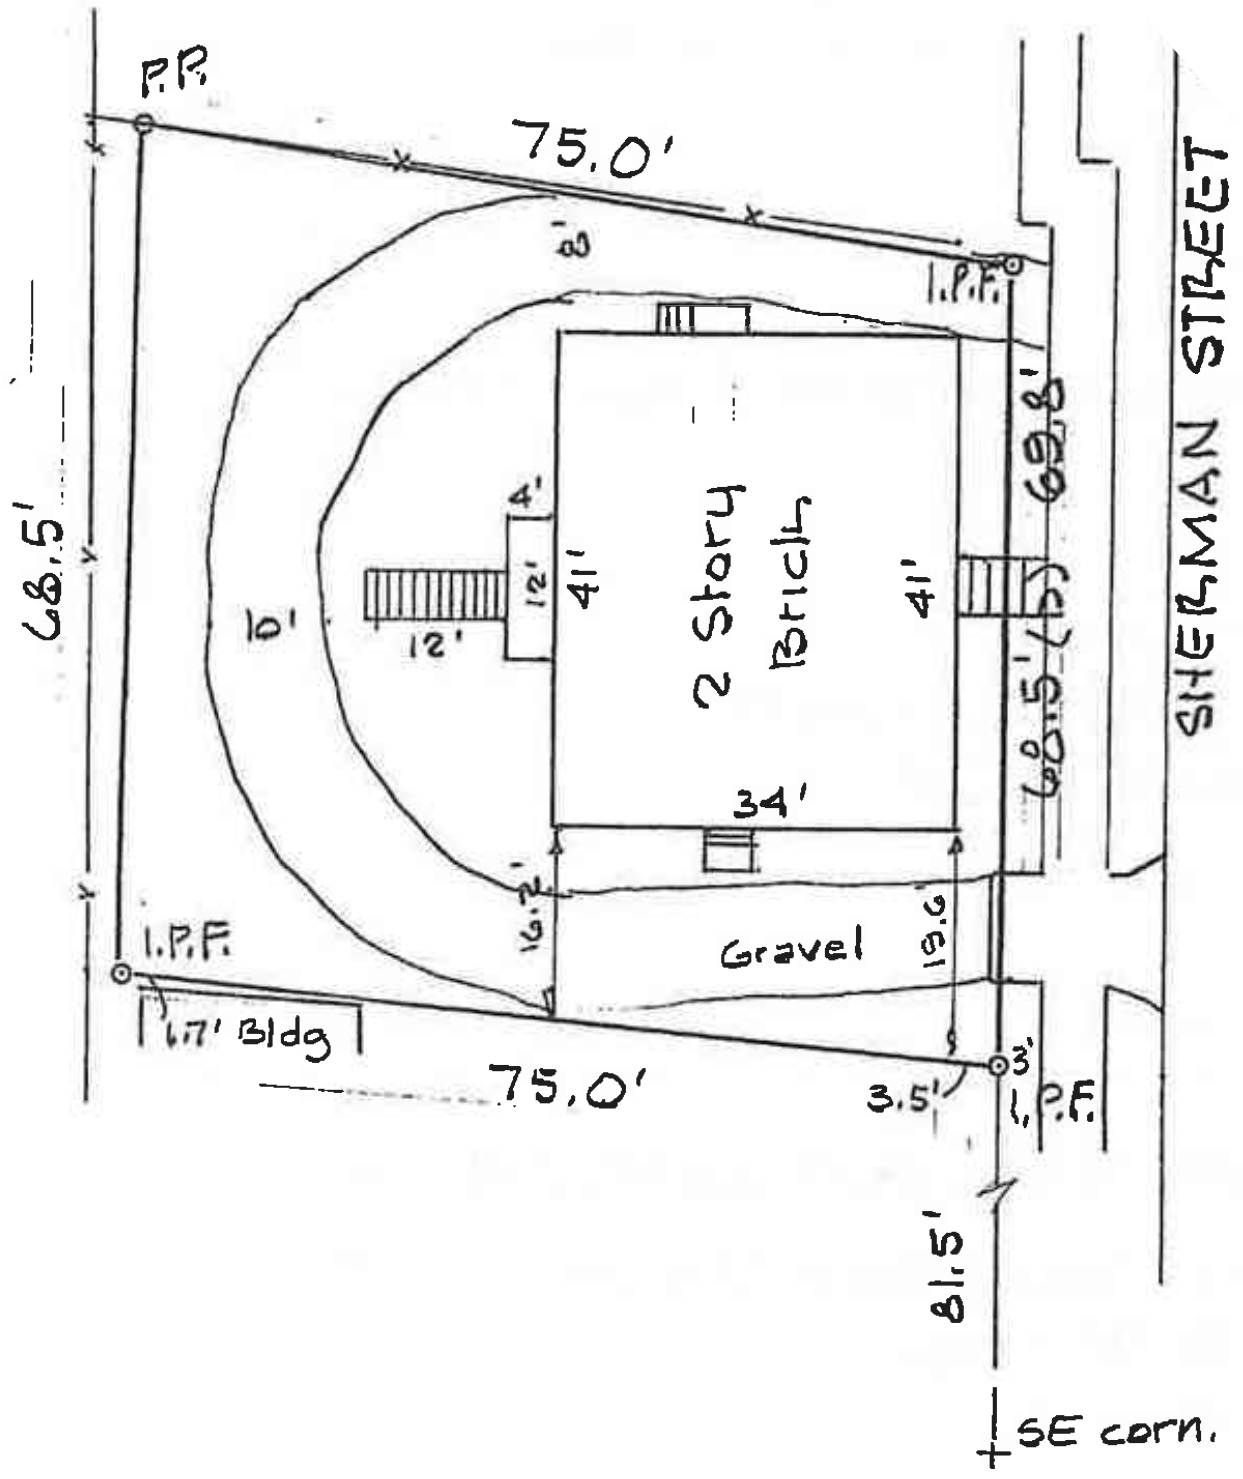 P.P.
75.0'
8'
I.P.F.
SHERMAN STREET
68.5'
69.8'
60.5' (D)
4'
12'
41'
12'
10'
2 Story
Brick
41'
34'
16.2'
19.6'
Gravel
I.P.F.
1.7' Bldg
75.0'
3.5'
3'
I.P.F.
81.5'
SE corn.